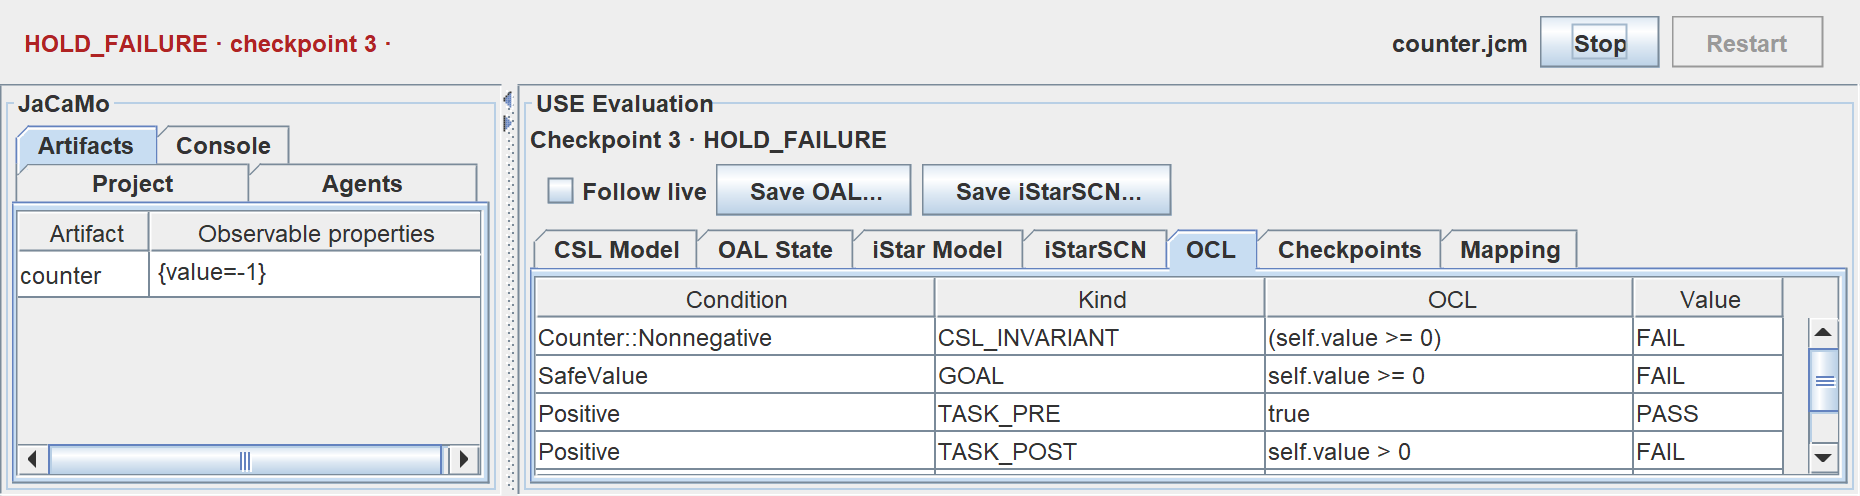 HOLD_FAILURE · checkpoint 3 ·
counter.jcm Stop Restart
JaCaMo
Artifacts Console
Project Agents
Artifact Observable properties
counter {value=-1}
USE Evaluation
Checkpoint 3 · HOLD_FAILURE
Follow live Save OAL... Save iStarSCN...
CSL Model OAL State iStar Model iStarSCN OCL Checkpoints Mapping
Condition Kind OCL Value
Counter::Nonnegative CSL_INVARIANT (self.value >= 0) FAIL
SafeValue GOAL self.value >= 0 FAIL
Positive TASK_PRE true PASS
Positive TASK_POST self.value > 0 FAIL